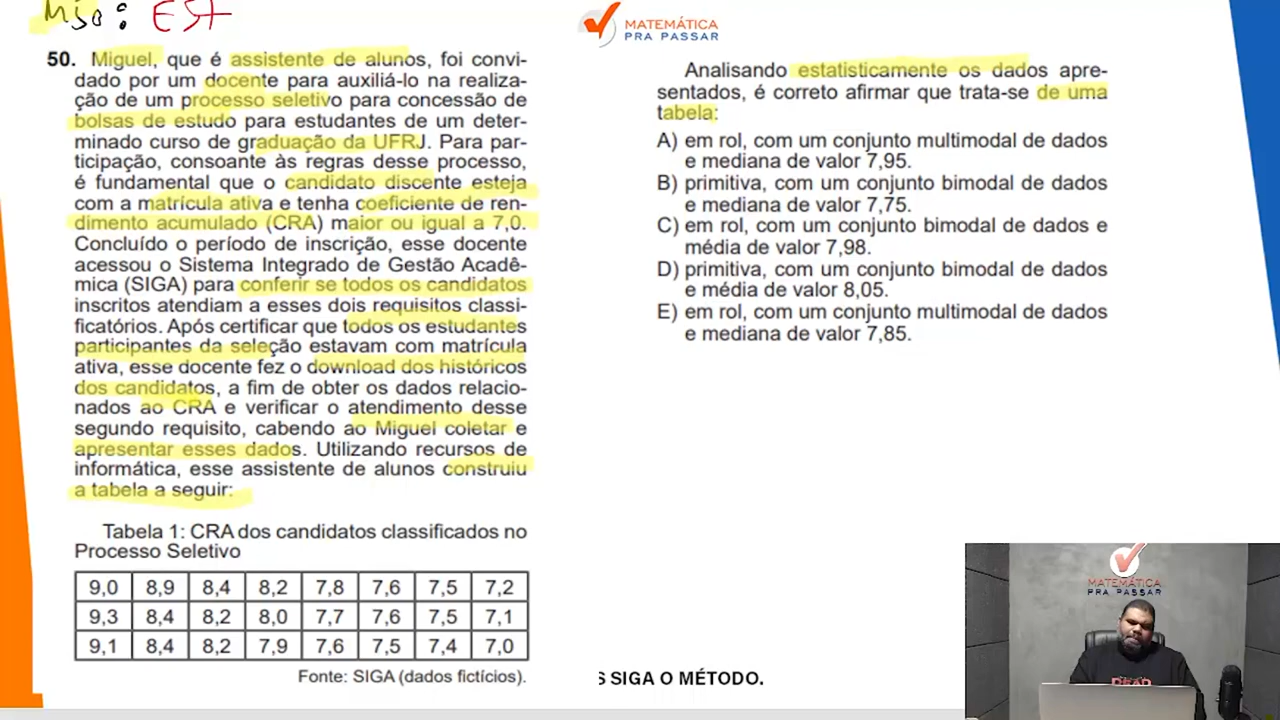 Miso: EST
MATEMÁTICA
PRA PASSAR
50. Miguel, que é assistente de alunos, foi convi-
dado por um docente para auxiliá-lo na realiza-
ção de um processo seletivo para concessão de
bolsas de estudo para estudantes de um deter-
minado curso de graduação da UFRJ. Para par-
ticipação, consoante às regras desse processo,
é fundamental que o candidato discente esteja
com a matrícula ativa e tenha coeficiente de ren-
dimento acumulado (CRA) maior ou igual a 7,0.
Concluído o período de inscrição, esse docente
acessou o Sistema Integrado de Gestão Acadê-
mica (SIGA) para conferir se todos os candidatos
inscritos atendiam a esses dois requisitos classi-
ficatórios. Após certificar que todos os estudantes
participantes da seleção estavam com matrícula
ativa, esse docente fez o download dos históricos
dos candidatos, a fim de obter os dados relacio-
nados ao CRA e verificar o atendimento desse
segundo requisito, cabendo ao Miguel coletar e
apresentar esses dados. Utilizando recursos de
informática, esse assistente de alunos construiu
a tabela a seguir:
Tabela 1: CRA dos candidatos classificados no
Processo Seletivo
9,0 8,9 8,4 8,2 7,8 7,6 7,5 7,2
9,3 8,4 8,2 8,0 7,7 7,6 7,5 7,1
9,1 8,4 8,2 7,9 7,6 7,5 7,4 7,0
Fonte: SIGA (dados fictícios).
Analisando estatisticamente os dados apre-
sentados, é correto afirmar que trata-se de uma
tabela:
A) em rol, com um conjunto multimodal de dados
e mediana de valor 7,95.
B) primitiva, com um conjunto bimodal de dados
e mediana de valor 7,75.
C) em rol, com um conjunto bimodal de dados e
média de valor 7,98.
D) primitiva, com um conjunto bimodal de dados
e média de valor 8,05.
E) em rol, com um conjunto multimodal de dados
e mediana de valor 7,85.
S SIGA O MÉTODO.
MATEMÁTICA
PRA PASSAR